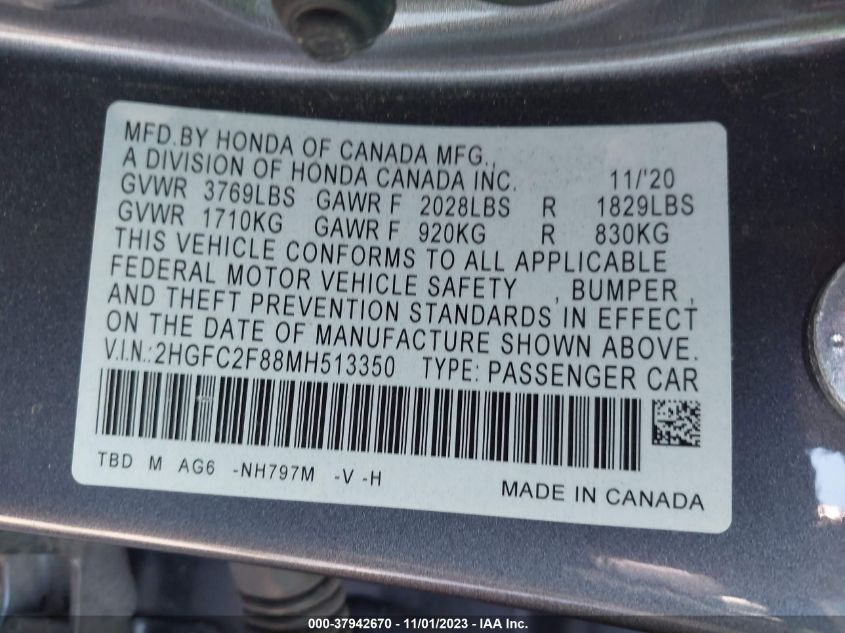 MFD.BY HONDA OF CANADA MFG.,
A DIVISION OF HONDA CANADA INC. 11/'20
GVWR 3769LBS GAWR F 2028LBS R 1829LBS
GVWR 1710KG GAWR F 920KG R 830KG
THIS VEHICLE CONFORMS TO ALL APPLICABLE
FEDERAL MOTOR VEHICLE SAFETY , BUMPER ,
AND THEFT PREVENTION STANDARDS IN EFFECT
ON THE DATE OF MANUFACTURE SHOWN ABOVE.
V.I.N.:2HGFC2F88MH513350 TYPE: PASSENGER CAR
TBD M AG6 -NH797M -V -H MADE IN CANADA
000-37942670 - 11/01/2023 - © IAA, Inc.